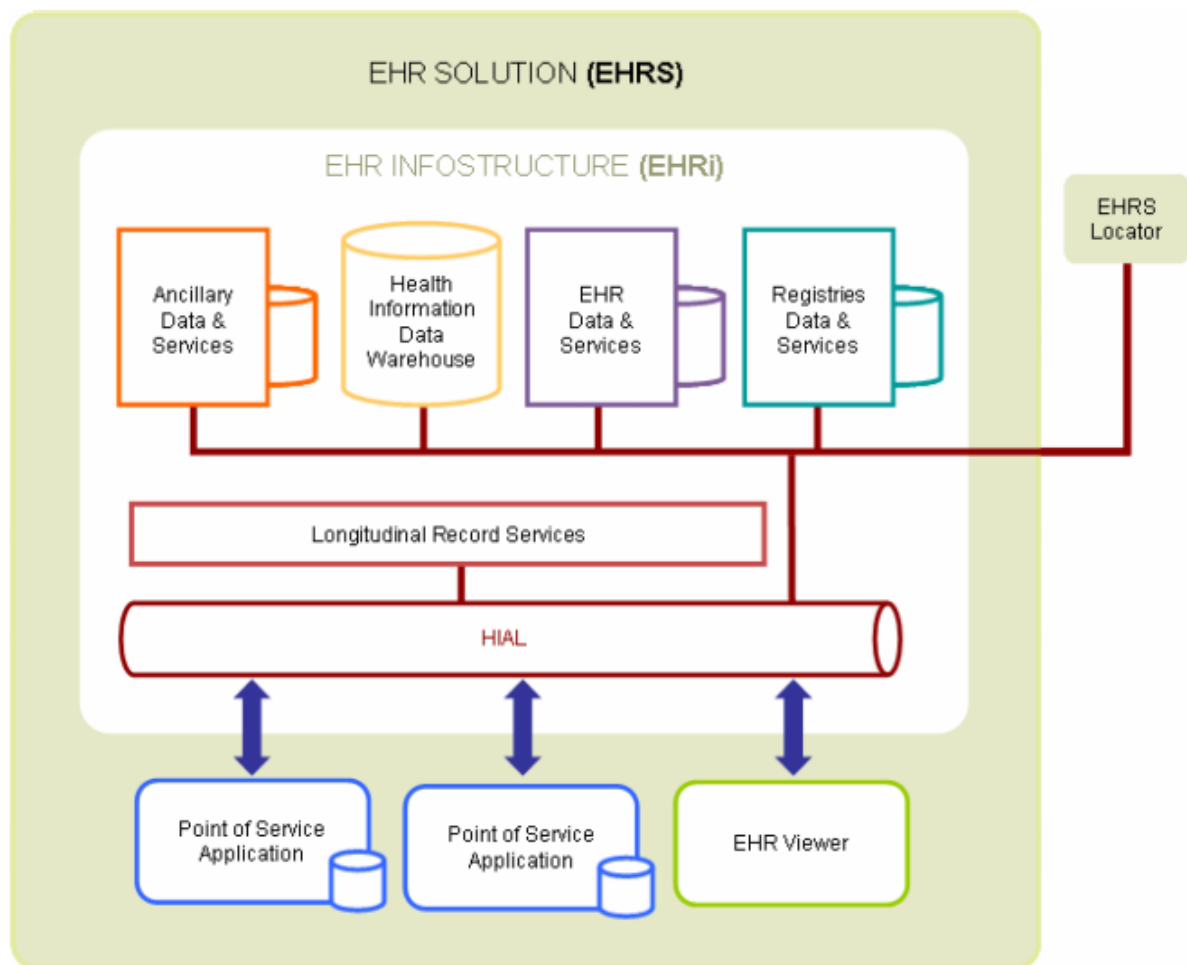 EHR SOLUTION (EHRS)
EHR INFOSTRUCTURE (EHRi)
EHRS
Locator
Ancillary
Data &
Services
Health
Information
Data
Warehouse
EHR
Data &
Services
Registries
Data &
Services
Longitudinal Record Services
HIAL
Point of Service
Application
Point of Service
Application
EHR Viewer